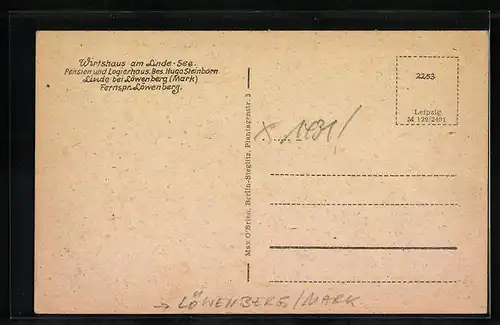 Wirtshaus am Linde-See.
Pension und Logierhaus. Bes. Hugo Steinborn
Linde bei Löwenberg (Mark)
Fernspr. Löwenberg.
Max O'Brien, Berlin-Steglitz, Plantagenstr. 3
2253
Leipzig
M 129/2401
→ LÖWENBERG/MARK